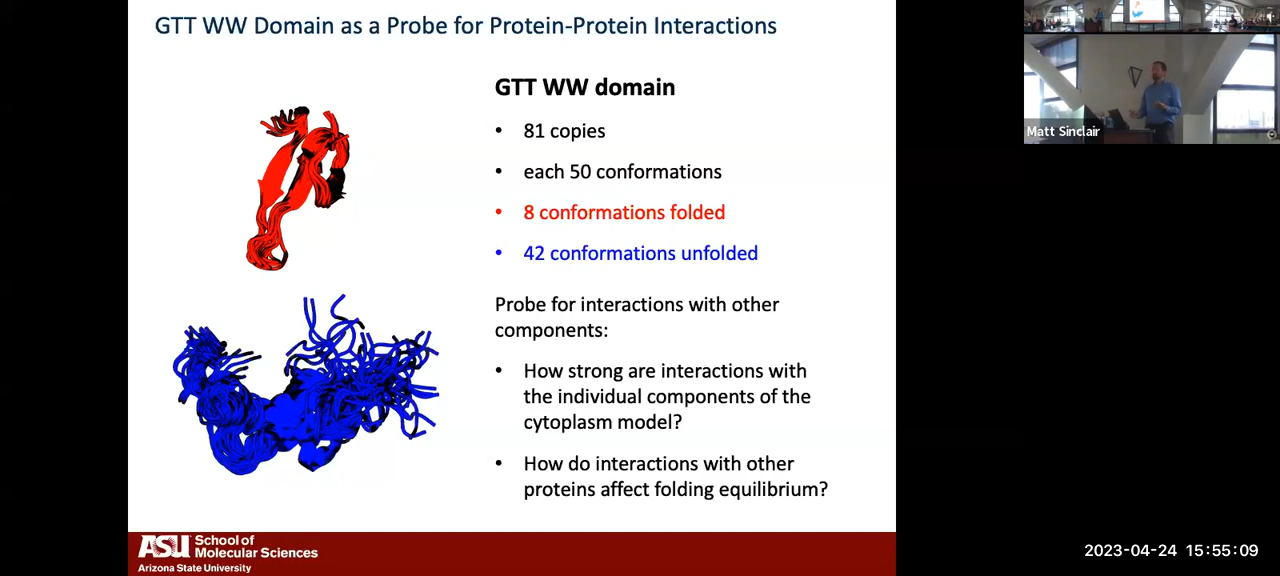 GTT WW Domain as a Probe for Protein-Protein Interactions
GTT WW domain
• 81 copies
• each 50 conformations
• 8 conformations folded
• 42 conformations unfolded
Probe for interactions with other
components:
• How strong are interactions with
the individual components of the
cytoplasm model?
• How do interactions with other
proteins affect folding equilibrium?
ASU School of
Molecular Sciences
Arizona State University
Matt Sinclair
2023-04-24 15:55:09